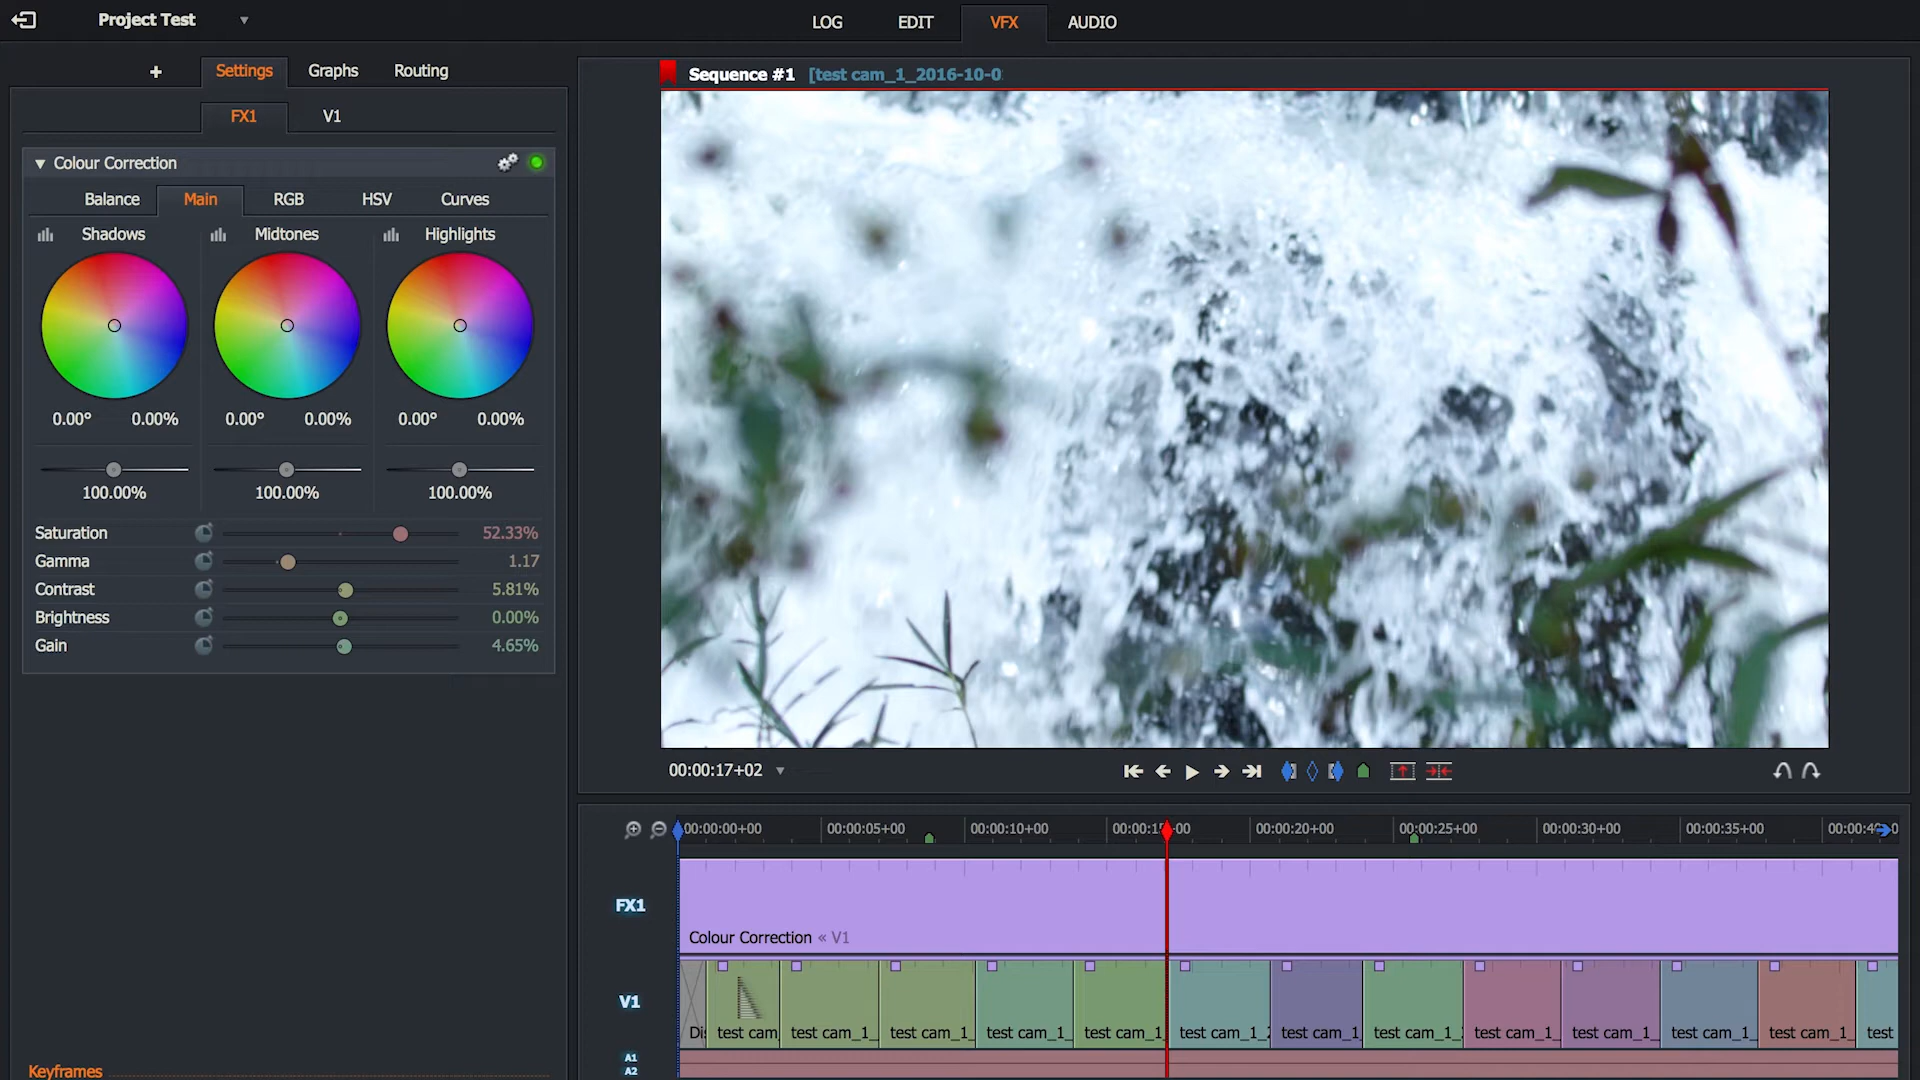 Project Test
LOG EDIT VFX AUDIO
+ Settings Graphs Routing
FX1 V1
Colour Correction
Balance Main RGB HSV Curves
Shadows Midtones Highlights
0.00° 0.00% 0.00° 0.00% 0.00° 0.00%
100.00% 100.00% 100.00%
Saturation 52.33%
Gamma 1.17
Contrast 5.81%
Brightness 0.00%
Gain 4.65%
Keyframes
Sequence #1 [test cam_1_2016-10-0
00:00:17+02
00:00:00+00 00:00:05+00 00:00:10+00 00:00:20+00 00:00:25+00 00:00:30+00 00:00:35+00
FX1
Colour Correction « V1
V1
test cam test cam_1_ test cam_1_ test cam_1_ test cam_1_ test cam_1_2 test cam_1_ test cam_1_ test cam_1_ test cam_1_ test cam_1_ test cam_1_ test
A1
A2